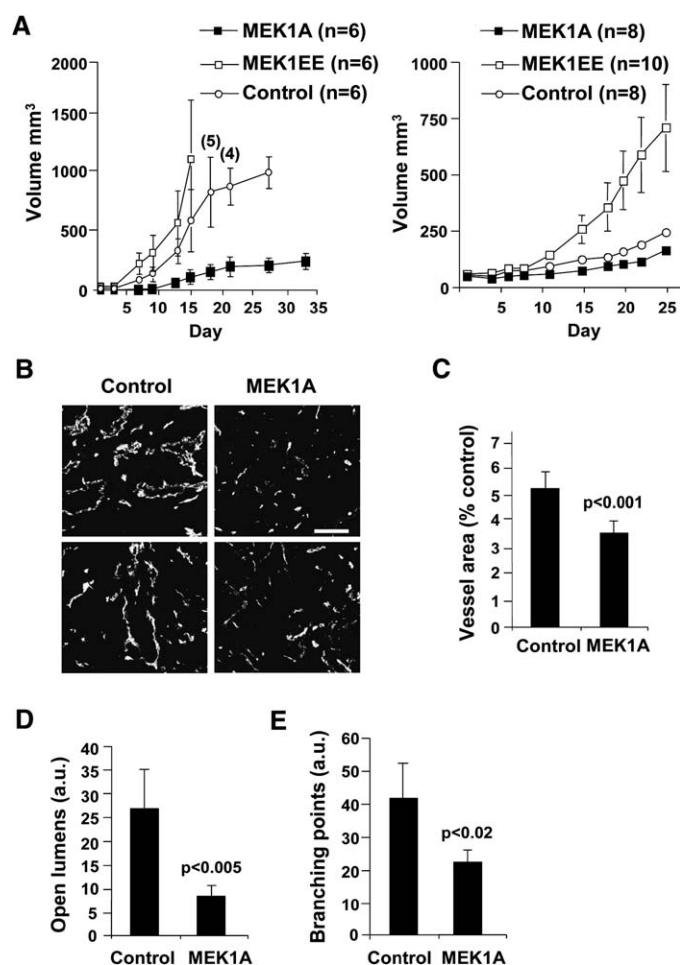 A
MEK1A (n=6)
MEK1EE (n=6)
Control (n=6)
2000
1500
1000
500
0
Volume mm³
(5)
(4)
5 10 15 20 25 30 35
Day
MEK1A (n=8)
MEK1EE (n=10)
Control (n=8)
1000
750
500
250
0
Volume mm³
5 10 15 20 25
Day
B
Control MEK1A
C
7
6
5
4
3
2
1
0
Vessel area (% control)
p<0.001
Control MEK1A
D
40
35
30
25
20
15
10
5
0
Open lumens (a.u.)
p<0.005
Control MEK1A
E
60
50
40
30
20
10
0
Branching points (a.u.)
p<0.02
Control MEK1A